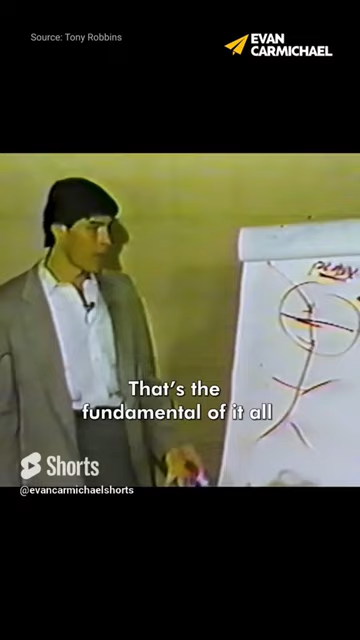 Source: Tony Robbins
EVAN
CARMICHAEL
That's the
fundamental of it all
Shorts
@evancarmichaelshorts